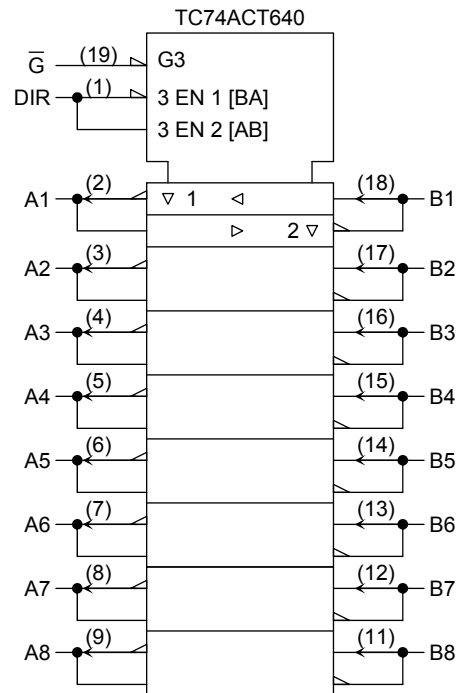 TC74ACT640
G̅ (19) G3
DIR (1) 3 EN 1 [BA]
3 EN 2 [AB]
A1 (2) ▽ 1 ◁ (18) B1
▷ 2 ▽
A2 (3) (17) B2
A3 (4) (16) B3
A4 (5) (15) B4
A5 (6) (14) B5
A6 (7) (13) B6
A7 (8) (12) B7
A8 (9) (11) B8